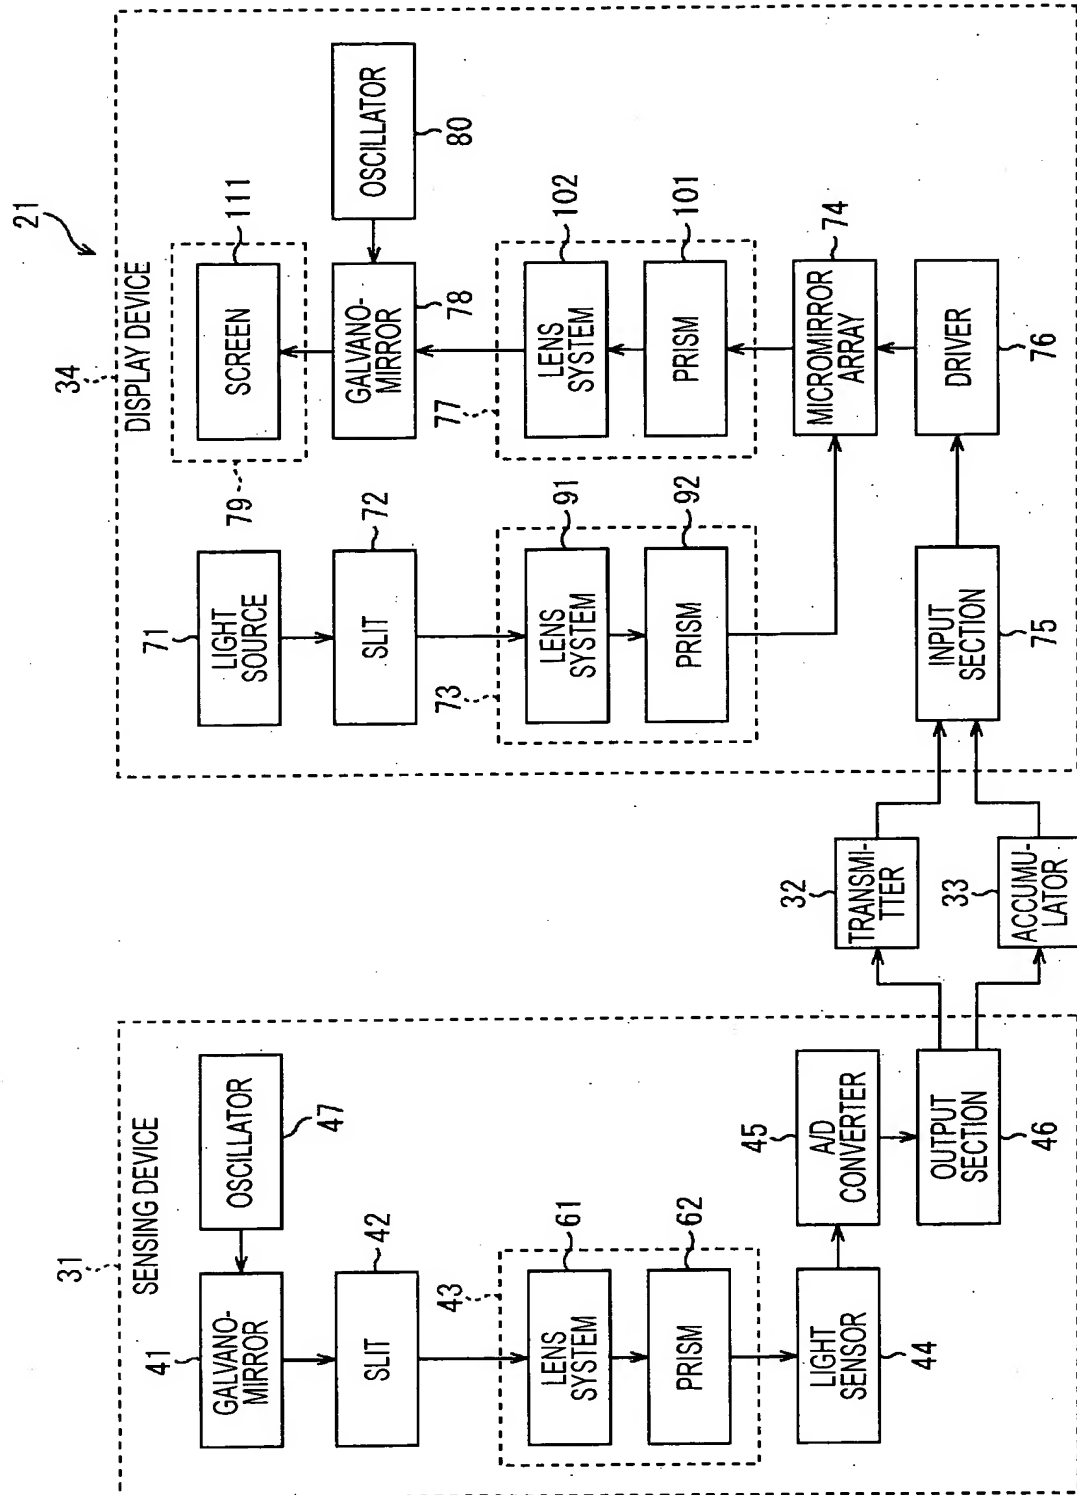 21
31
SENSING DEVICE
41
GALVANO-
MIRROR
OSCILLATOR
47
SLIT
42
43
LENS
SYSTEM
61
PRISM
62
LIGHT
SENSOR
44
45
A/D
CONVERTER
OUTPUT
SECTION
46
32
TRANSMI-
TTER
33
ACCUMU-
LATOR
34
DISPLAY DEVICE
71
LIGHT
SOURCE
SLIT
72
73
LENS
SYSTEM
91
PRISM
92
79
SCREEN
111
GALVANO-
MIRROR
78
OSCILLATOR
80
77
LENS
SYSTEM
102
PRISM
101
MICROMIRROR
ARRAY
74
INPUT
SECTION
75
DRIVER
76